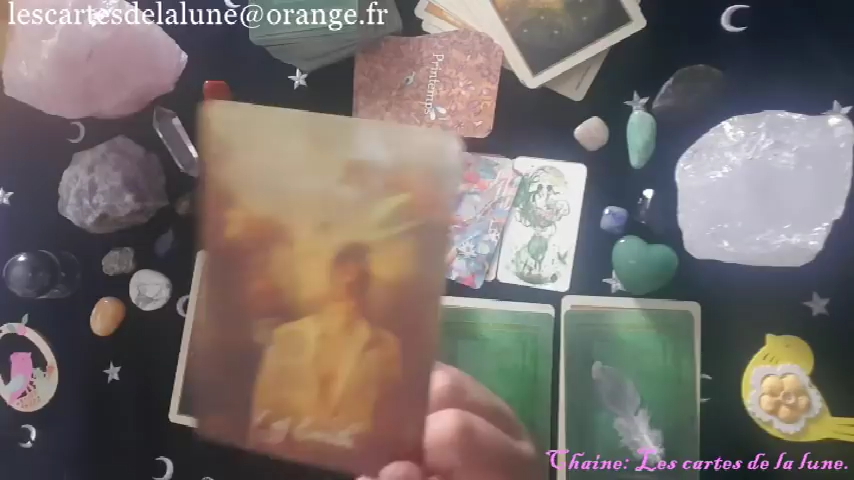 lescartesdelalune@orange.fr
Printemps
Chaine: Les cartes de la lune.